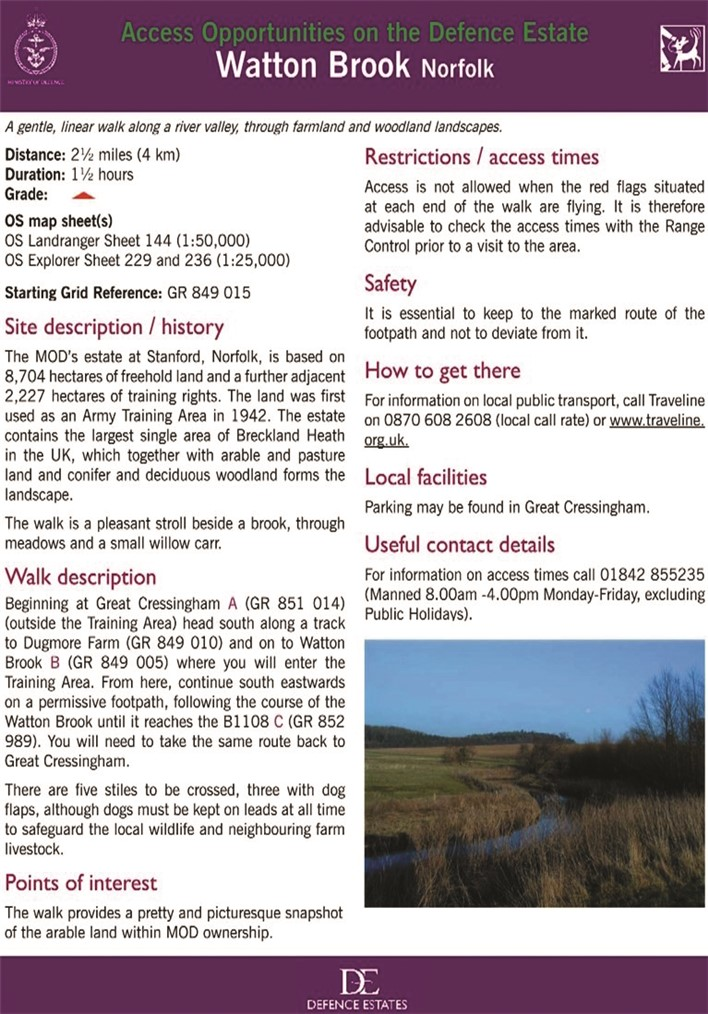 Access Opportunities on the Defence Estate
Watton Brook Norfolk
MINISTRY OF DEFENCE
A gentle, linear walk along a river valley, through farmland and woodland landscapes.
Distance: 2½ miles (4 km)
Duration: 1½ hours
Grade:
OS map sheet(s)
OS Landranger Sheet 144 (1:50,000)
OS Explorer Sheet 229 and 236 (1:25,000)
Starting Grid Reference: GR 849 015
Site description / history
The MOD's estate at Stanford, Norfolk, is based on
8,704 hectares of freehold land and a further adjacent
2,227 hectares of training rights. The land was first
used as an Army Training Area in 1942. The estate
contains the largest single area of Breckland Heath
in the UK, which together with arable and pasture
land and conifer and deciduous woodland forms the
landscape.
The walk is a pleasant stroll beside a brook, through
meadows and a small willow carr.
Walk description
Beginning at Great Cressingham A (GR 851 014)
(outside the Training Area) head south along a track
to Dugmore Farm (GR 849 010) and on to Watton
Brook B (GR 849 005) where you will enter the
Training Area. From here, continue south eastwards
on a permissive footpath, following the course of the
Watton Brook until it reaches the B1108 C (GR 852
989). You will need to take the same route back to
Great Cressingham.
There are five stiles to be crossed, three with dog
flaps, although dogs must be kept on leads at all time
to safeguard the local wildlife and neighbouring farm
livestock.
Points of interest
The walk provides a pretty and picturesque snapshot
of the arable land within MOD ownership.
Restrictions / access times
Access is not allowed when the red flags situated
at each end of the walk are flying. It is therefore
advisable to check the access times with the Range
Control prior to a visit to the area.
Safety
It is essential to keep to the marked route of the
footpath and not to deviate from it.
How to get there
For information on local public transport, call Traveline
on 0870 608 2608 (local call rate) or www.traveline.
org.uk.
Local facilities
Parking may be found in Great Cressingham.
Useful contact details
For information on access times call 01842 855235
(Manned 8.00am -4.00pm Monday-Friday, excluding
Public Holidays).
DE
DEFENCE ESTATES